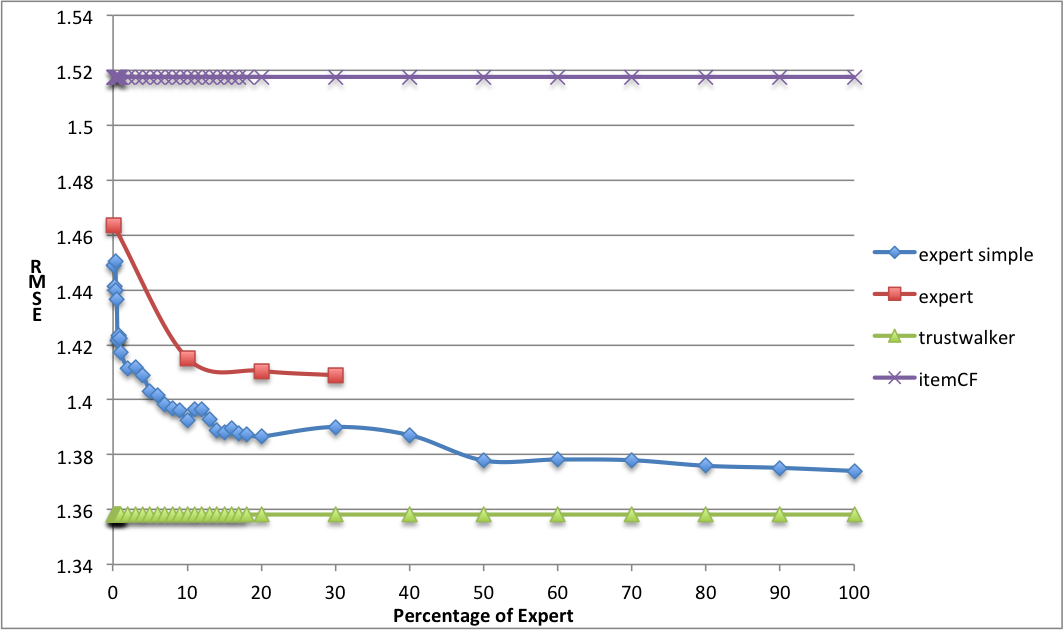 1.54
1.52
1.5
1.48
1.46
1.44
1.42
1.4
1.38
1.36
1.34
RMSE
0 10 20 30 40 50 60 70 80 90 100
Percentage of Expert
expert simple
expert
trustwalker
itemCF